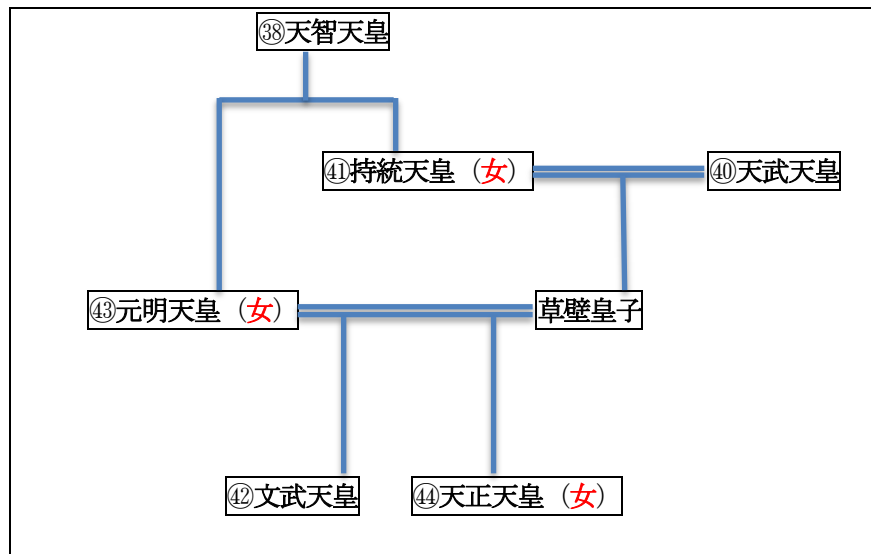 ㊳天智天皇
㊶持統天皇（女）
㊵天武天皇
㊸元明天皇（女）
草壁皇子
㊷文武天皇
㊹天正天皇（女）